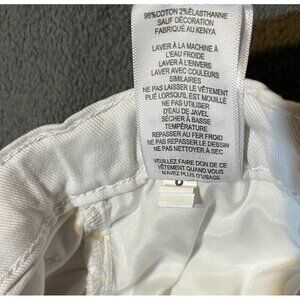 98%COTON 2%ÉLASTHANNE
SAUF DÉCORATION
FABRIQUÉ AU KENYA
LAVER À LA MACHINE À
L'EAU FROIDE
LAVER À L'ENVERS
LAVER AVEC COULEURS
SIMILAIRES
NE PAS LAISSER LE VÊTEMENT
PLIÉ LORSQU'IL EST MOUILLÉ
NE PAS UTILISER
D'EAU DE JAVEL
SÉCHER À BASSE
TEMPÉRATURE
REPASSER AU FER FROID
NE PAS REPASSER LE DESSIN
NE PAS NETTOYER À SEC
VEUILLEZ FAIRE DON DE CE
VÊTEMENT QUAND VOUS
N'AVEZ PLUS D'USAGE